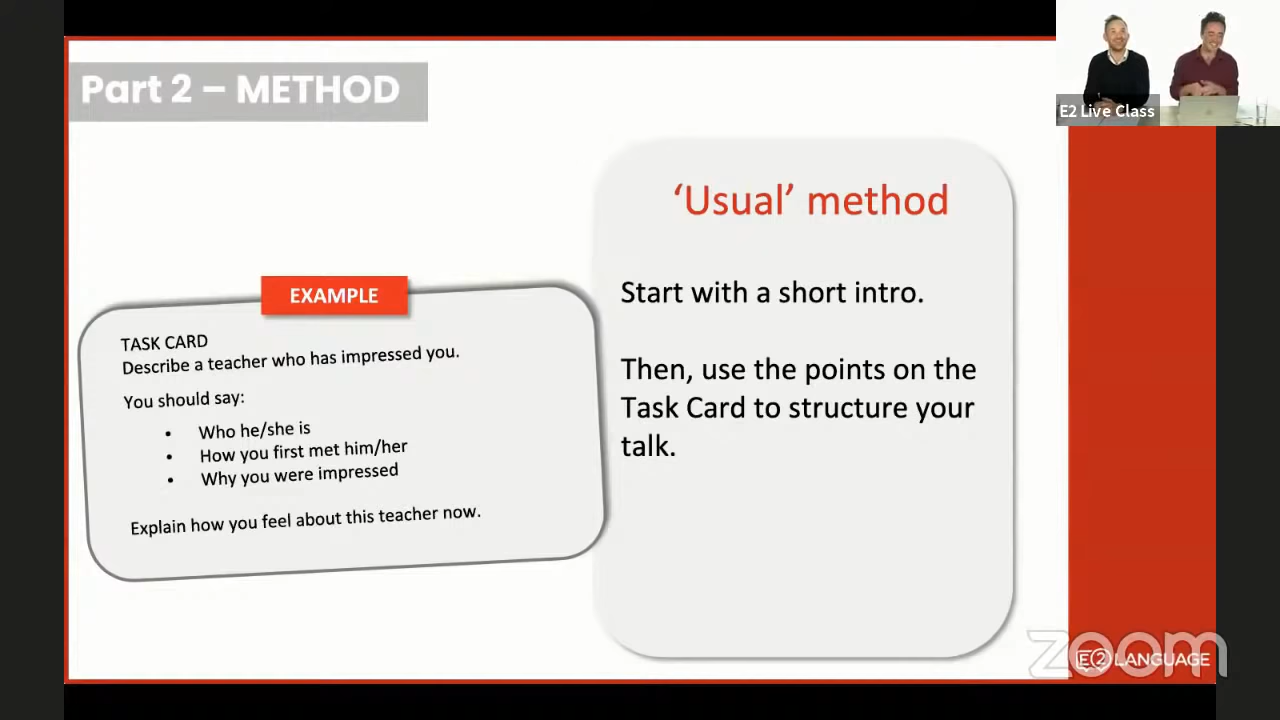 Part 2 – METHOD
E2 Live Class
‘Usual’ method
Start with a short intro.
Then, use the points on the
Task Card to structure your
talk.
EXAMPLE
TASK CARD
Describe a teacher who has impressed you.
You should say:
• Who he/she is
• How you first met him/her
• Why you were impressed
Explain how you feel about this teacher now.
zoom
E2 LANGUAGE